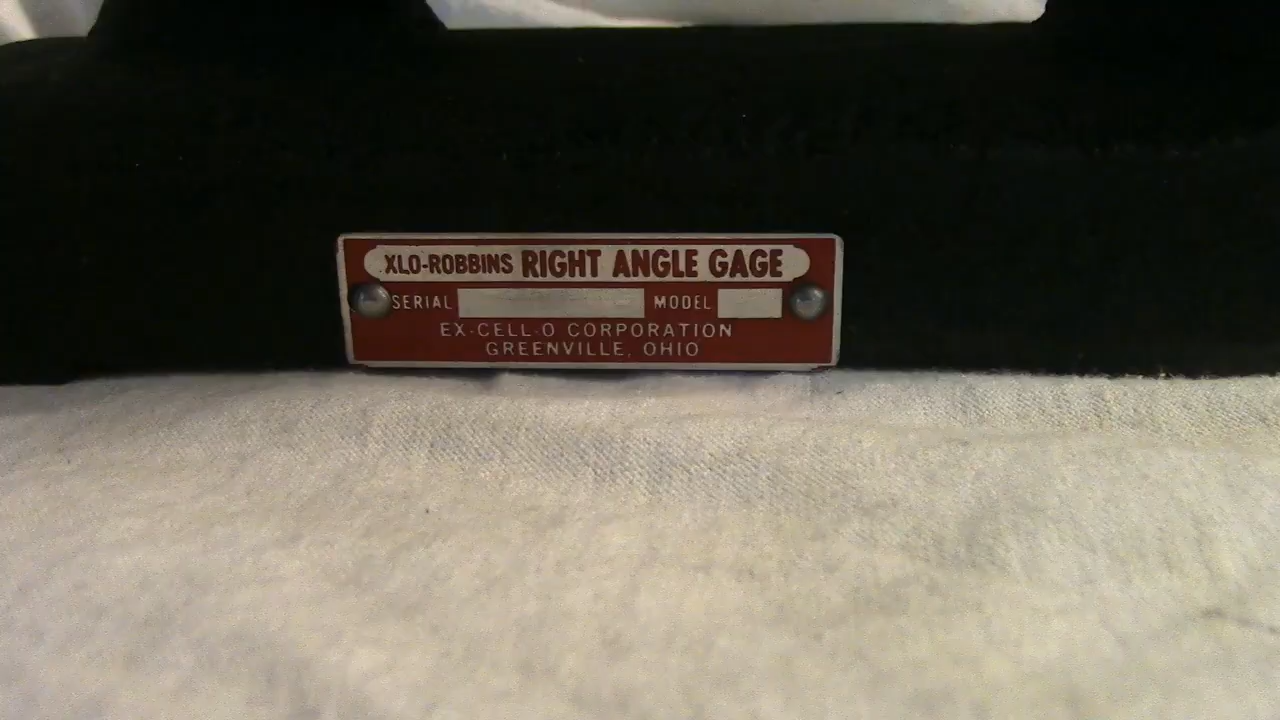 XLO-ROBBINS RIGHT ANGLE GAGE
SERIAL MODEL
EX-CELL-O CORPORATION
GREENVILLE, OHIO